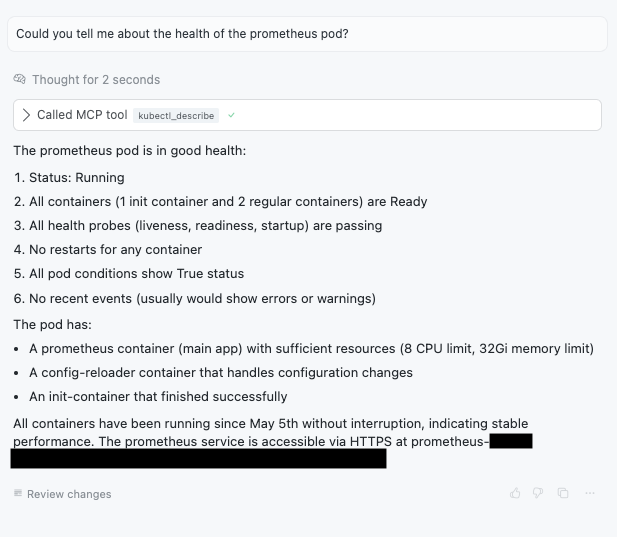 Could you tell me about the health of the prometheus pod?
Thought for 2 seconds
Called MCP tool kubectl_describe
The prometheus pod is in good health:
1. Status: Running
2. All containers (1 init container and 2 regular containers) are Ready
3. All health probes (liveness, readiness, startup) are passing
4. No restarts for any container
5. All pod conditions show True status
6. No recent events (usually would show errors or warnings)
The pod has:
• A prometheus container (main app) with sufficient resources (8 CPU limit, 32Gi memory limit)
• A config-reloader container that handles configuration changes
• An init-container that finished successfully
All containers have been running since May 5th without interruption, indicating stable
performance. The prometheus service is accessible via HTTPS at prometheus-
Review changes